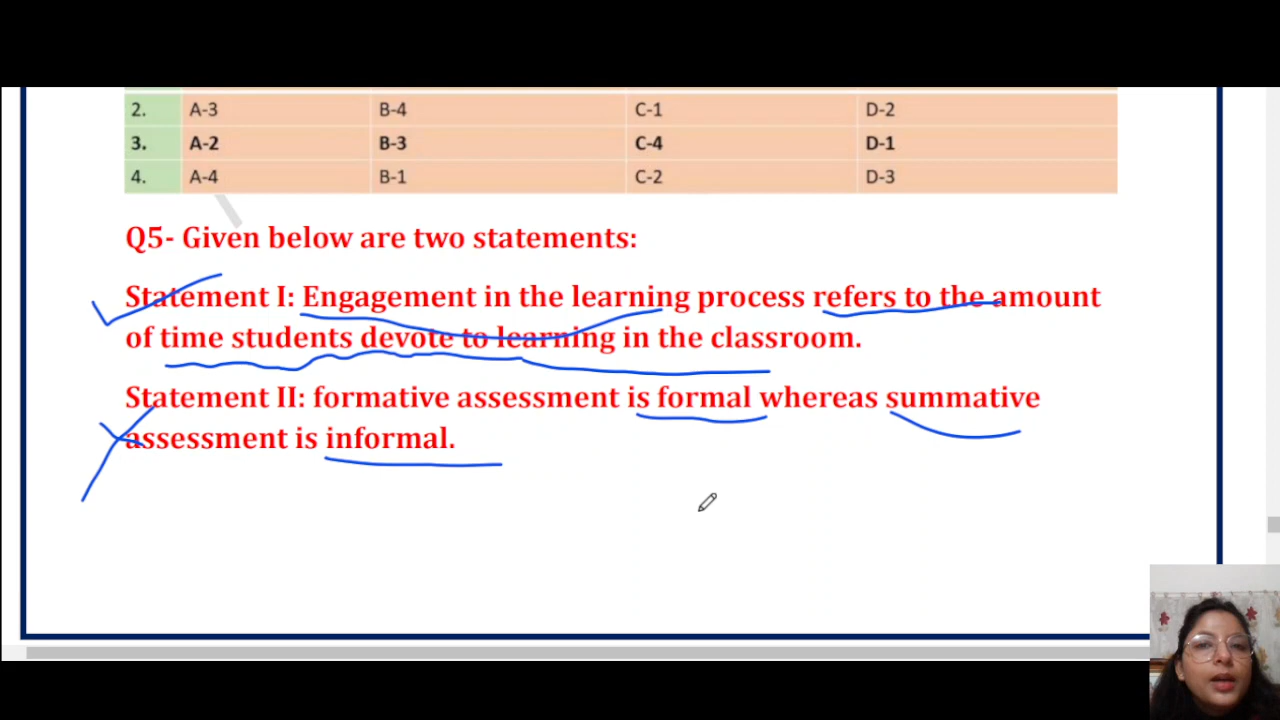 2. A-3 B-4 C-1 D-2
3. A-2 B-3 C-4 D-1
4. A-4 B-1 C-2 D-3
Q5- Given below are two statements:
Statement I: Engagement in the learning process refers to the amount
of time students devote to learning in the classroom.
Statement II: formative assessment is formal whereas summative
assessment is informal.